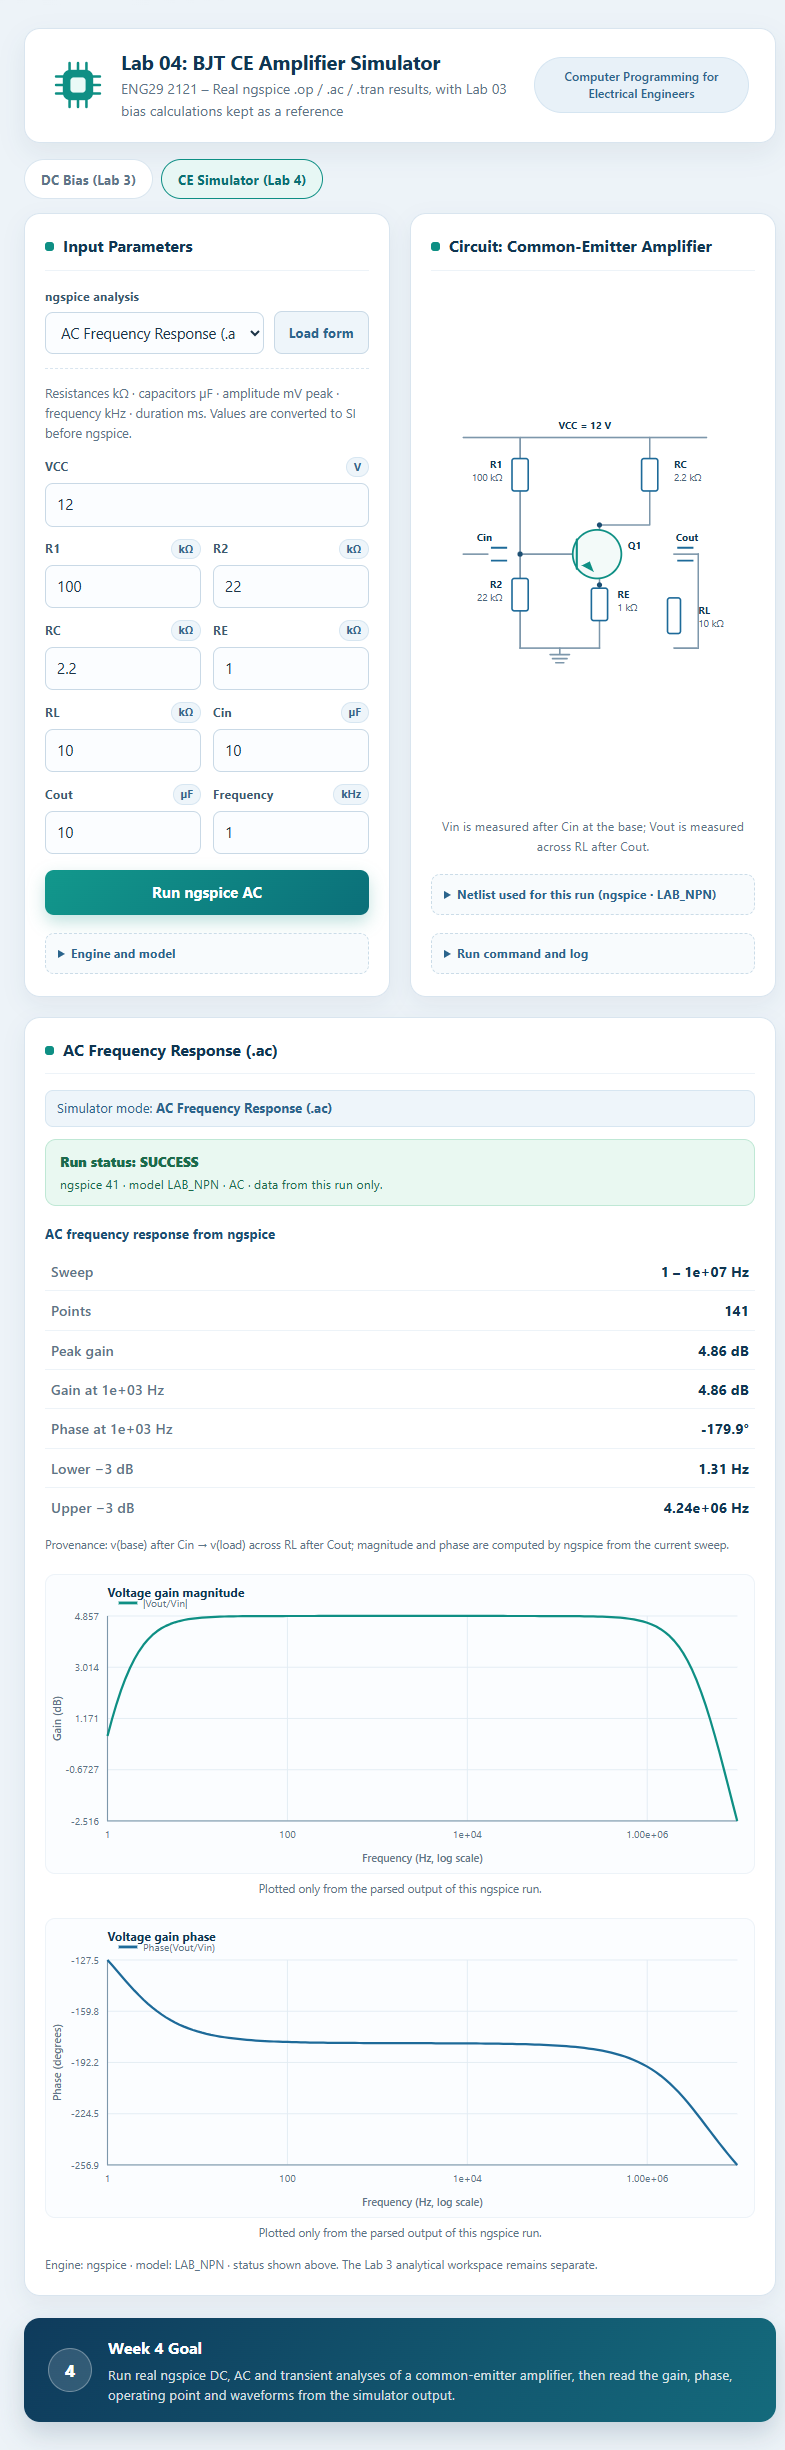 Lab 04: BJT CE Amplifier Simulator
ENG29 2121 – Real ngspice .op / .ac / .tran results, with Lab 03
bias calculations kept as a reference
Computer Programming for
Electrical Engineers
DC Bias (Lab 3)
CE Simulator (Lab 4)
Input Parameters
ngspice analysis
AC Frequency Response (.a
Load form
Resistances kΩ · capacitors µF · amplitude mV peak ·
frequency kHz · duration ms. Values are converted to SI
before ngspice.
VCC V
12
R1 kΩ R2 kΩ
100 22
RC kΩ RE kΩ
2.2 1
RL kΩ Cin µF
10 10
Cout µF Frequency kHz
10 1
Run ngspice AC
▶ Engine and model
Circuit: Common-Emitter Amplifier
VCC = 12 V
R1
100 kΩ
RC
2.2 kΩ
Cin
Q1
Cout
R2
22 kΩ
RE
1 kΩ
RL
10 kΩ
Vin is measured after Cin at the base; Vout is measured
across RL after Cout.
▶ Netlist used for this run (ngspice · LAB_NPN)
▶ Run command and log
AC Frequency Response (.ac)
Simulator mode: AC Frequency Response (.ac)
Run status: SUCCESS
ngspice 41 · model LAB_NPN · AC · data from this run only.
AC frequency response from ngspice
Sweep 1 – 1e+07 Hz
Points 141
Peak gain 4.86 dB
Gain at 1e+03 Hz 4.86 dB
Phase at 1e+03 Hz -179.9°
Lower −3 dB 1.31 Hz
Upper −3 dB 4.24e+06 Hz
Provenance: v(base) after Cin → v(load) across RL after Cout; magnitude and phase are computed by ngspice from the current sweep.
Voltage gain magnitude
|Vout/Vin|
4.857
3.014
1.171
-0.6727
-2.516
Gain (dB)
1 100 1e+04 1.00e+06
Frequency (Hz, log scale)
Plotted only from the parsed output of this ngspice run.
Voltage gain phase
Phase(Vout/Vin)
-127.5
-159.8
-192.2
-224.5
-256.9
Phase (degrees)
1 100 1e+04 1.00e+06
Frequency (Hz, log scale)
Plotted only from the parsed output of this ngspice run.
Engine: ngspice · model: LAB_NPN · status shown above. The Lab 3 analytical workspace remains separate.
4
Week 4 Goal
Run real ngspice DC, AC and transient analyses of a common-emitter amplifier, then read the gain, phase,
operating point and waveforms from the simulator output.